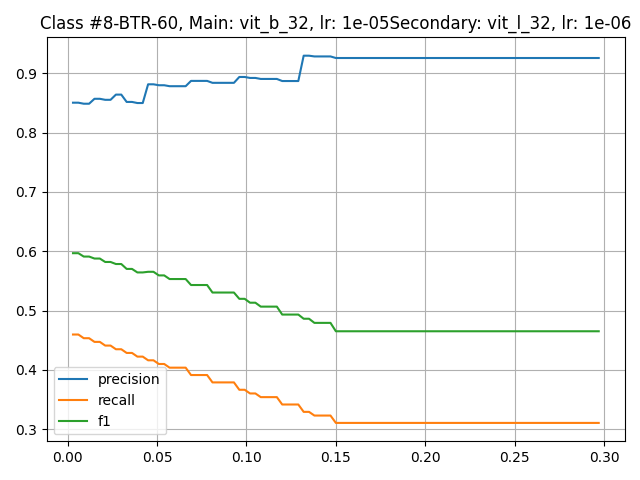 Class #8-BTR-60, Main: vit_b_32, lr: 1e-05Secondary: vit_l_32, lr: 1e-06
0.9
0.8
0.7
0.6
0.5
0.4
0.3
precision
recall
f1
0.00 0.05 0.10 0.15 0.20 0.25 0.30